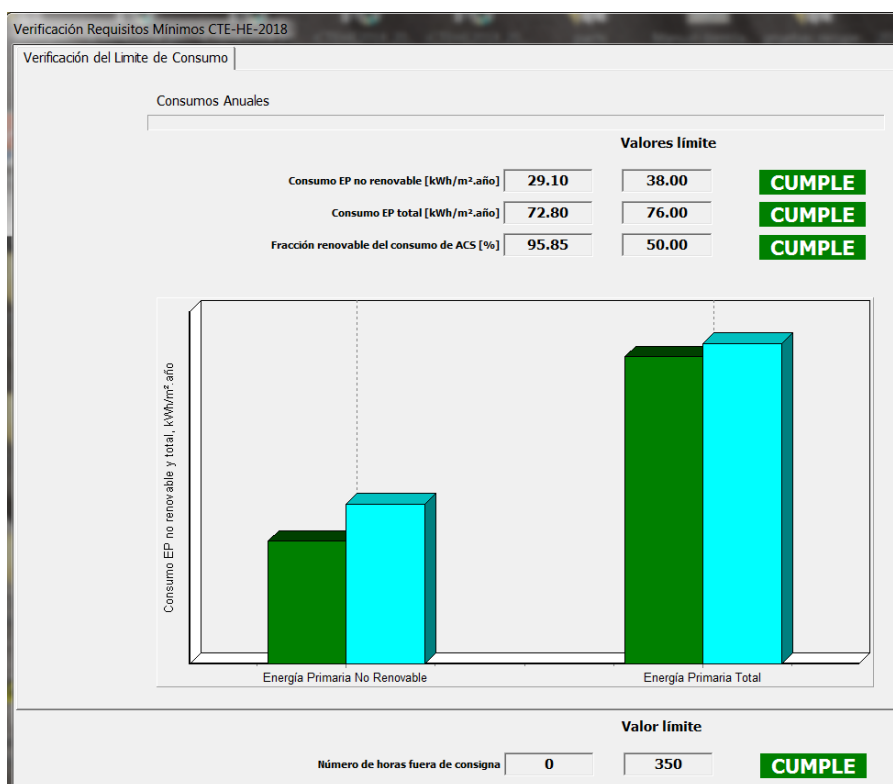 Verificación Requisitos Mínimos CTE-HE-2018
Verificación del Limite de Consumo
Consumos Anuales
Valores límite
Consumo EP no renovable [kWh/m².año] 29.10 38.00 CUMPLE
Consumo EP total [kWh/m².año] 72.80 76.00 CUMPLE
Fracción renovable del consumo de ACS [%] 95.85 50.00 CUMPLE
Consumo EP no renovable y total, kWh/m².año
Energía Primaria No Renovable Energía Primaria Total
Valor límite
Número de horas fuera de consigna 0 350 CUMPLE